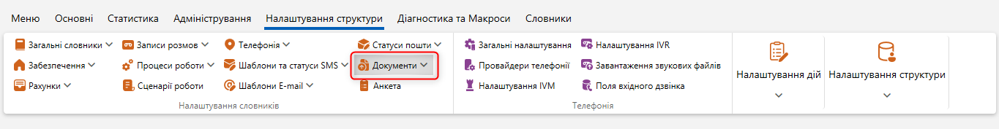 Меню Основні Статистика Адміністрування Налаштування структури Діагностика та Макроси Словники
Загальні словники Записи розмов Телефонія Статуси пошти Загальні налаштування Налаштування IVR
Забезпечення Процеси роботи Шаблони та статуси SMS Документи Провайдери телефонії Завантаження звукових файлів
Рахунки Сценарії роботи Шаблони E-mail Анкета Налаштування IVM Поля вхідного дзвінка
Налаштування дій Налаштування структури
Налаштування словників Телефонія